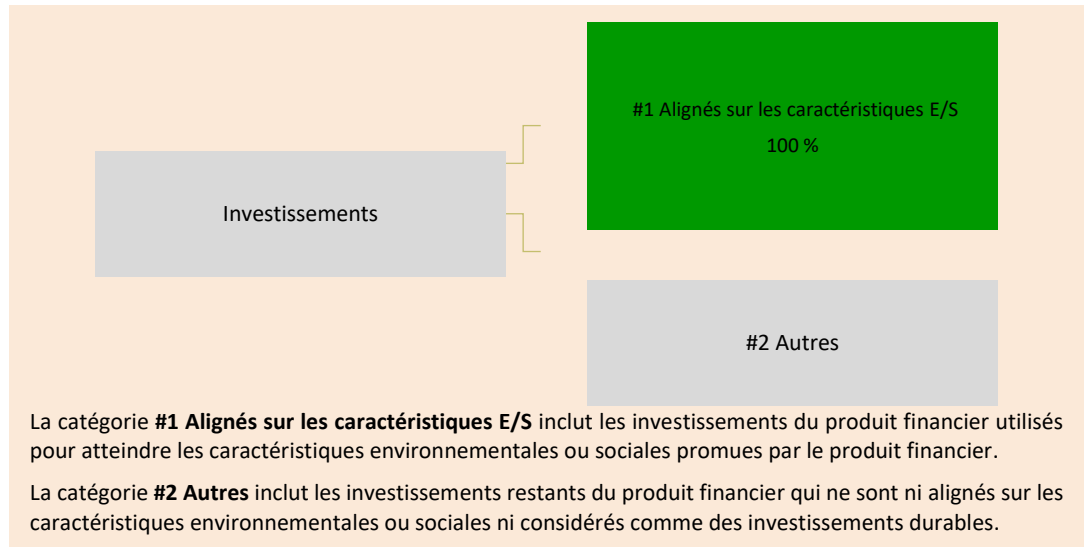 #1 Alignés sur les caractéristiques E/S
100 %
Investissements
#2 Autres
La catégorie #1 Alignés sur les caractéristiques E/S inclut les investissements du produit financier utilisés
pour atteindre les caractéristiques environnementales ou sociales promues par le produit financier.
La catégorie #2 Autres inclut les investissements restants du produit financier qui ne sont ni alignés sur les
caractéristiques environnementales ou sociales ni considérés comme des investissements durables.